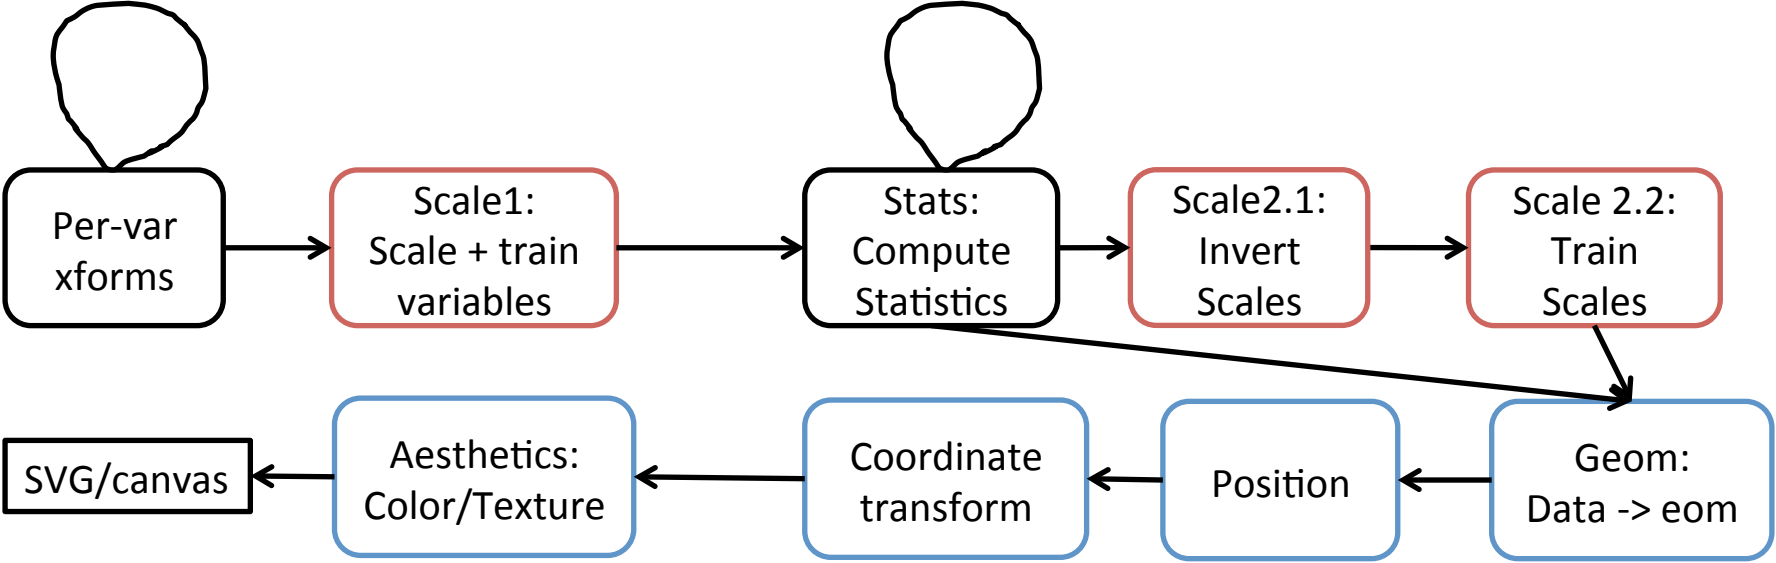 Per-var
xforms
Scale1:
Scale + train
variables
Stats:
Compute
Statistics
Scale2.1:
Invert
Scales
Scale 2.2:
Train
Scales
SVG/canvas
Aesthetics:
Color/Texture
Coordinate
transform
Position
Geom:
Data -> eom